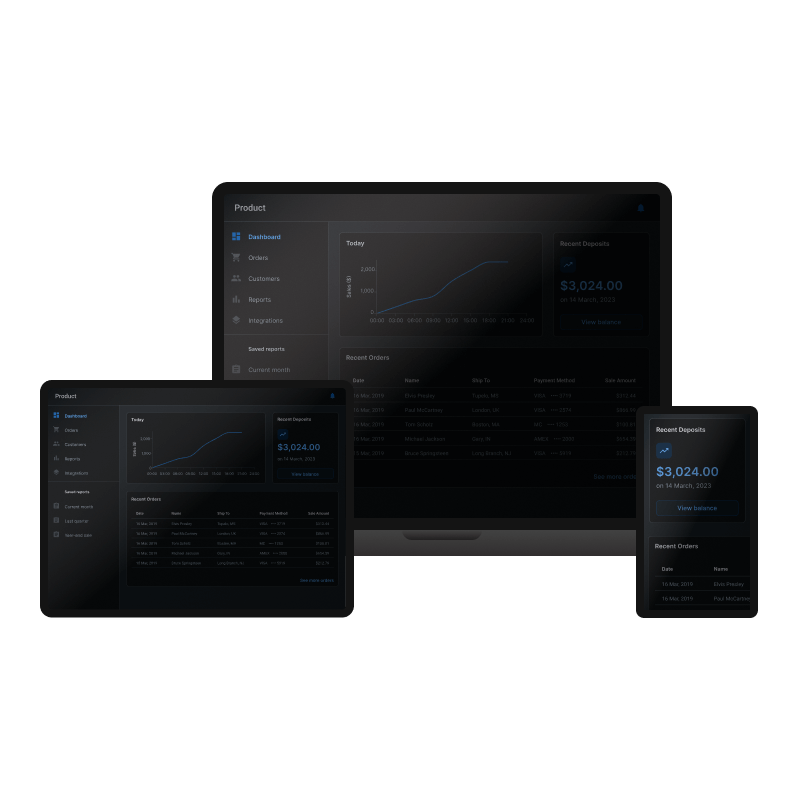 Product
Dashboard
Orders
Customers
Reports
Integrations
Saved reports
Current month
Today
Sales ($)
2,000
1,000
0
00:00 03:00 06:00 09:00 12:00 15:00 18:00 21:00 24:00
Recent Deposits
$3,024.00
on 14 March, 2023
View balance
Recent Orders
Date Name Ship To Payment Method Sale Amount
16 Mar, 2019 Elvis Presley Tupelo, MS VISA 3719
16 Mar, 2019 Paul McCartney London, UK VISA 2574
16 Mar, 2019 Tom Scholz Boston, MA MC 1253
16 Mar, 2019 Michael Jackson Gary, IN AMEX 2000
15 Mar, 2019 Bruce Springsteen Long Branch, NJ VISA 5919
See more orders
Product
Dashboard
Orders
Customers
Reports
Integrations
Saved reports
Current month
Last quarter
Year-end sale
Today
Sales ($)
2,000
1,000
0
00:00 03:00 06:00 09:00 12:00 15:00 18:00 21:00 24:00
Recent Deposits
$3,024.00
on 14 March, 2023
View balance
Recent Orders
Date Name Ship To Payment Method Sale Amount
16 Mar, 2019 Elvis Presley Tupelo, MS VISA 3719
16 Mar, 2019 Paul McCartney London, UK VISA 2574
16 Mar, 2019 Tom Scholz Boston, MA MC 1253
16 Mar, 2019 Michael Jackson Gary, IN AMEX 2000
15 Mar, 2019 Bruce Springsteen Long Branch, NJ VISA 5919
See more orders
Recent Deposits
$3,024.00
on 14 March, 2023
View balance
Recent Orders
Date Name
16 Mar, 2019 Elvis Presley
16 Mar, 2019 Paul McCartney